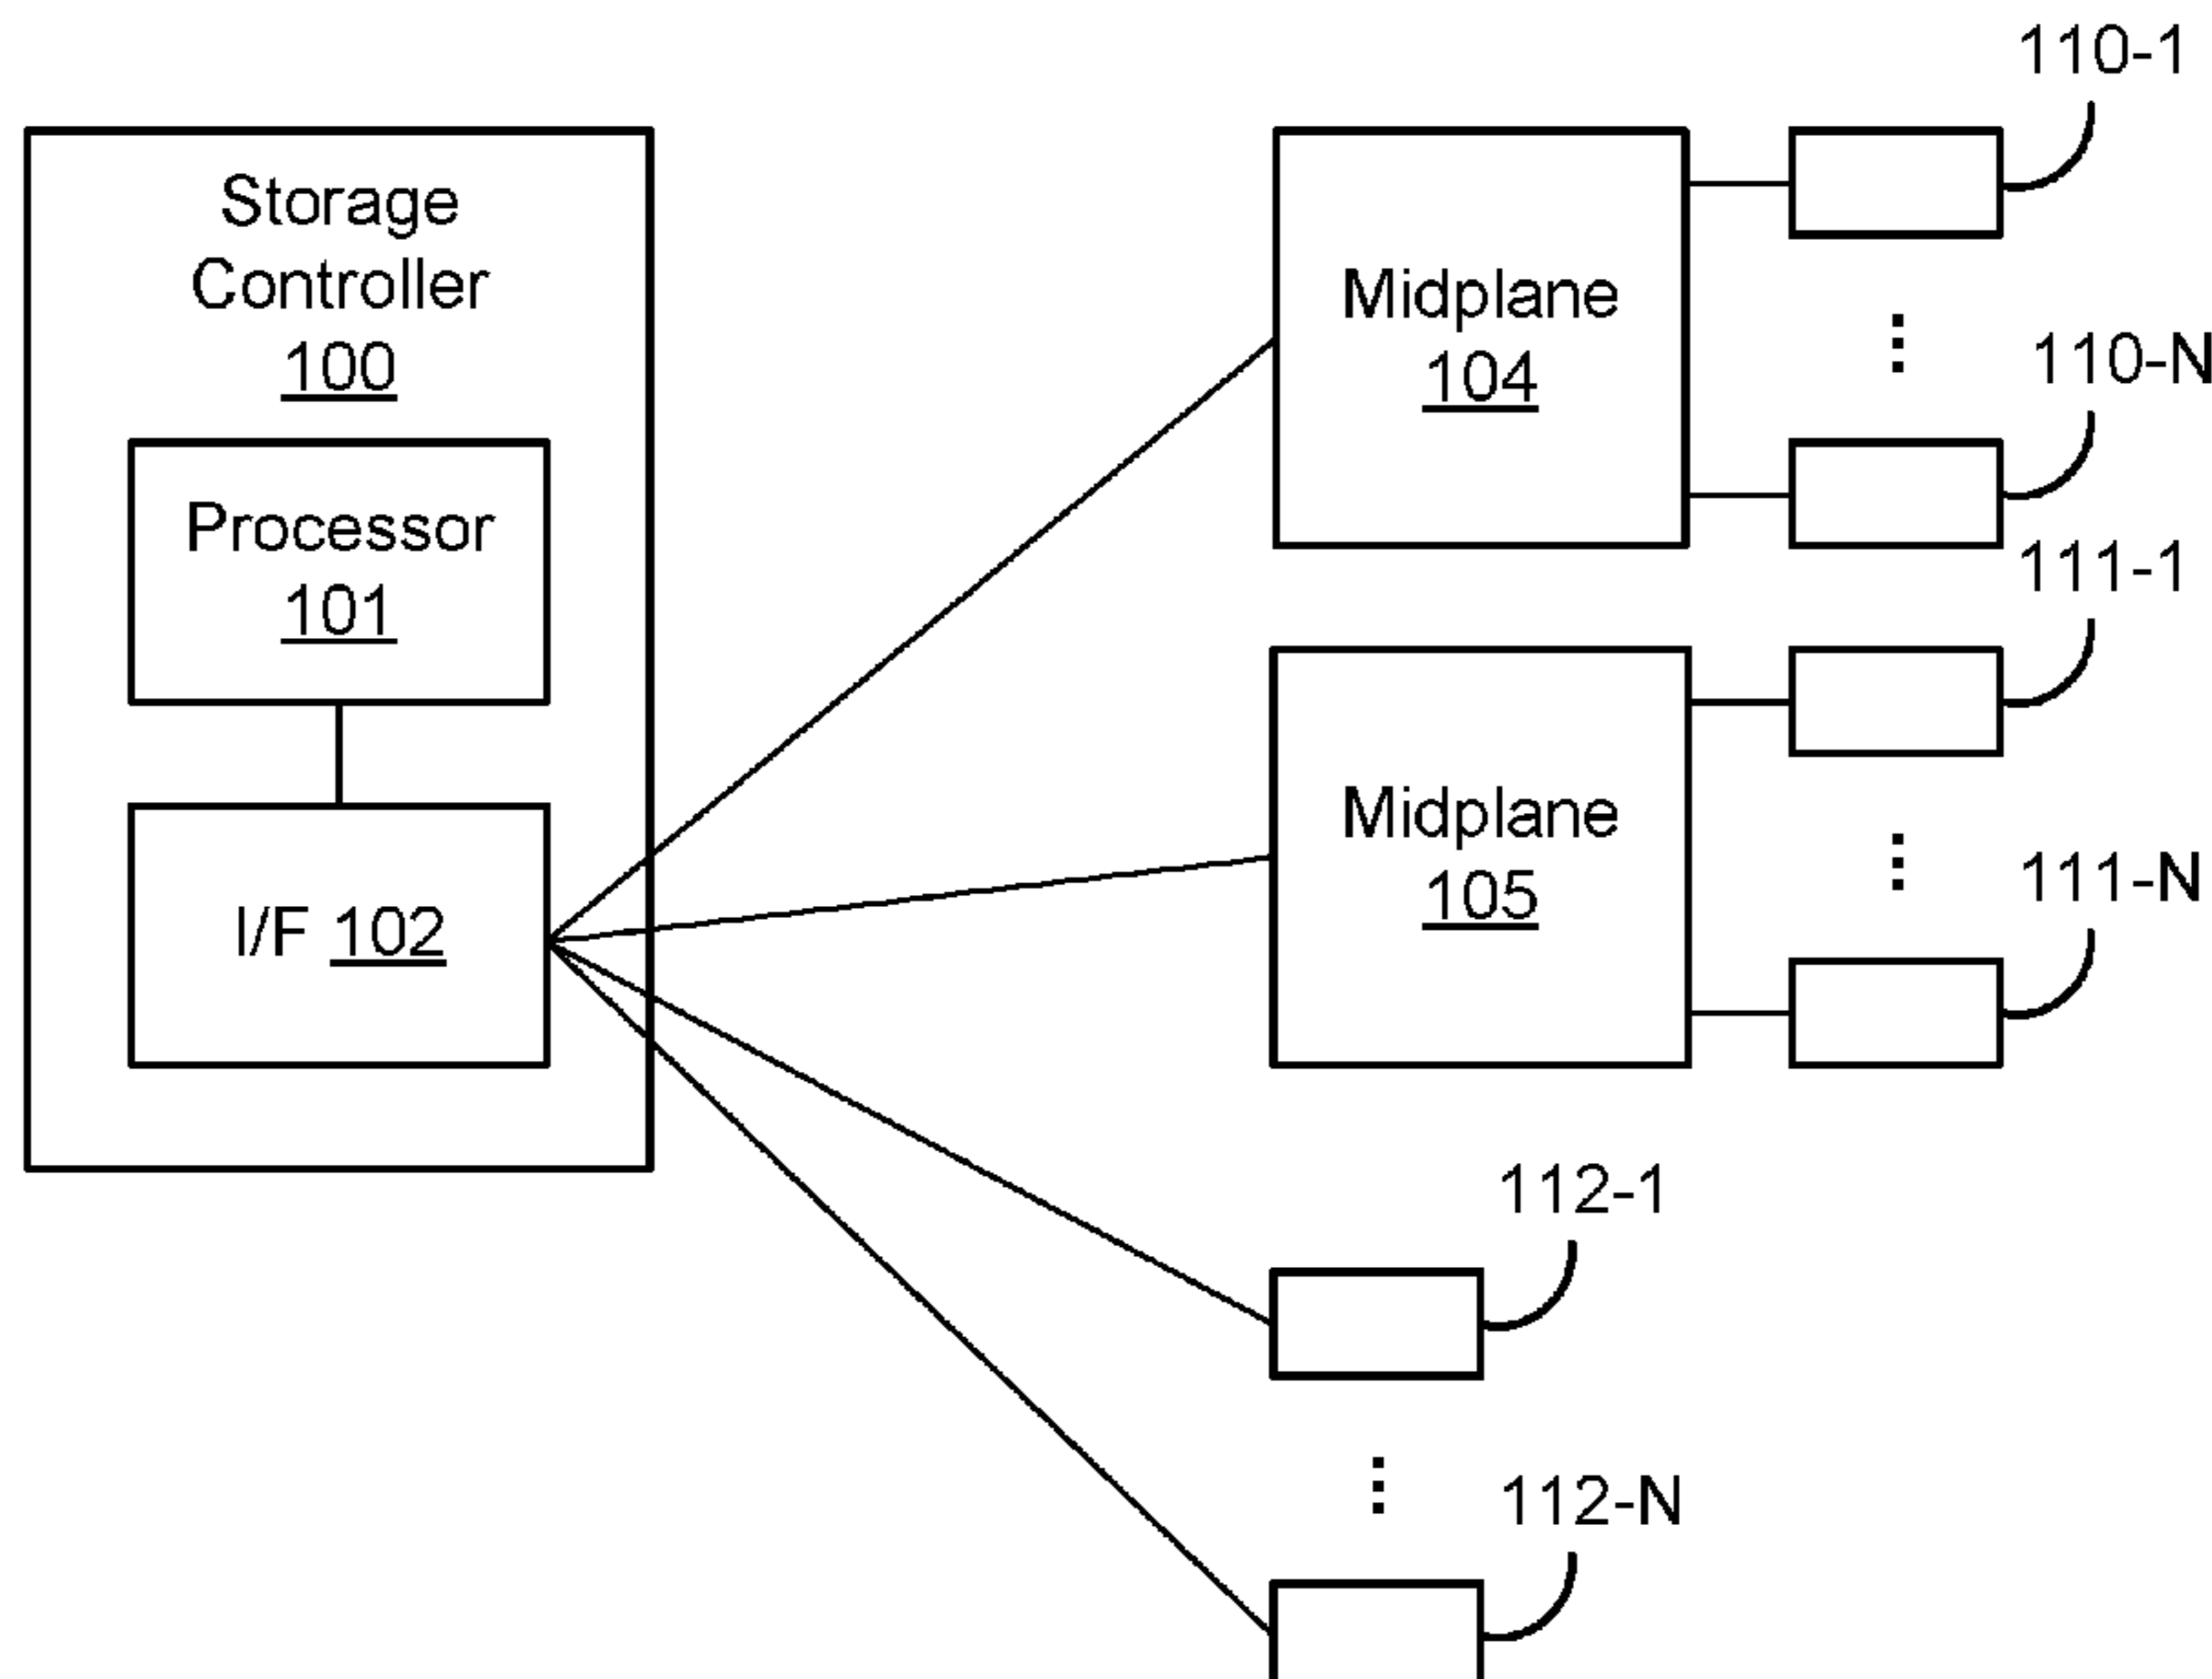 Storage
Controller
100
Processor
101
I/F 102
Midplane
104
110-1
⋮
110-N
Midplane
105
111-1
⋮
111-N
112-1
⋮
112-N